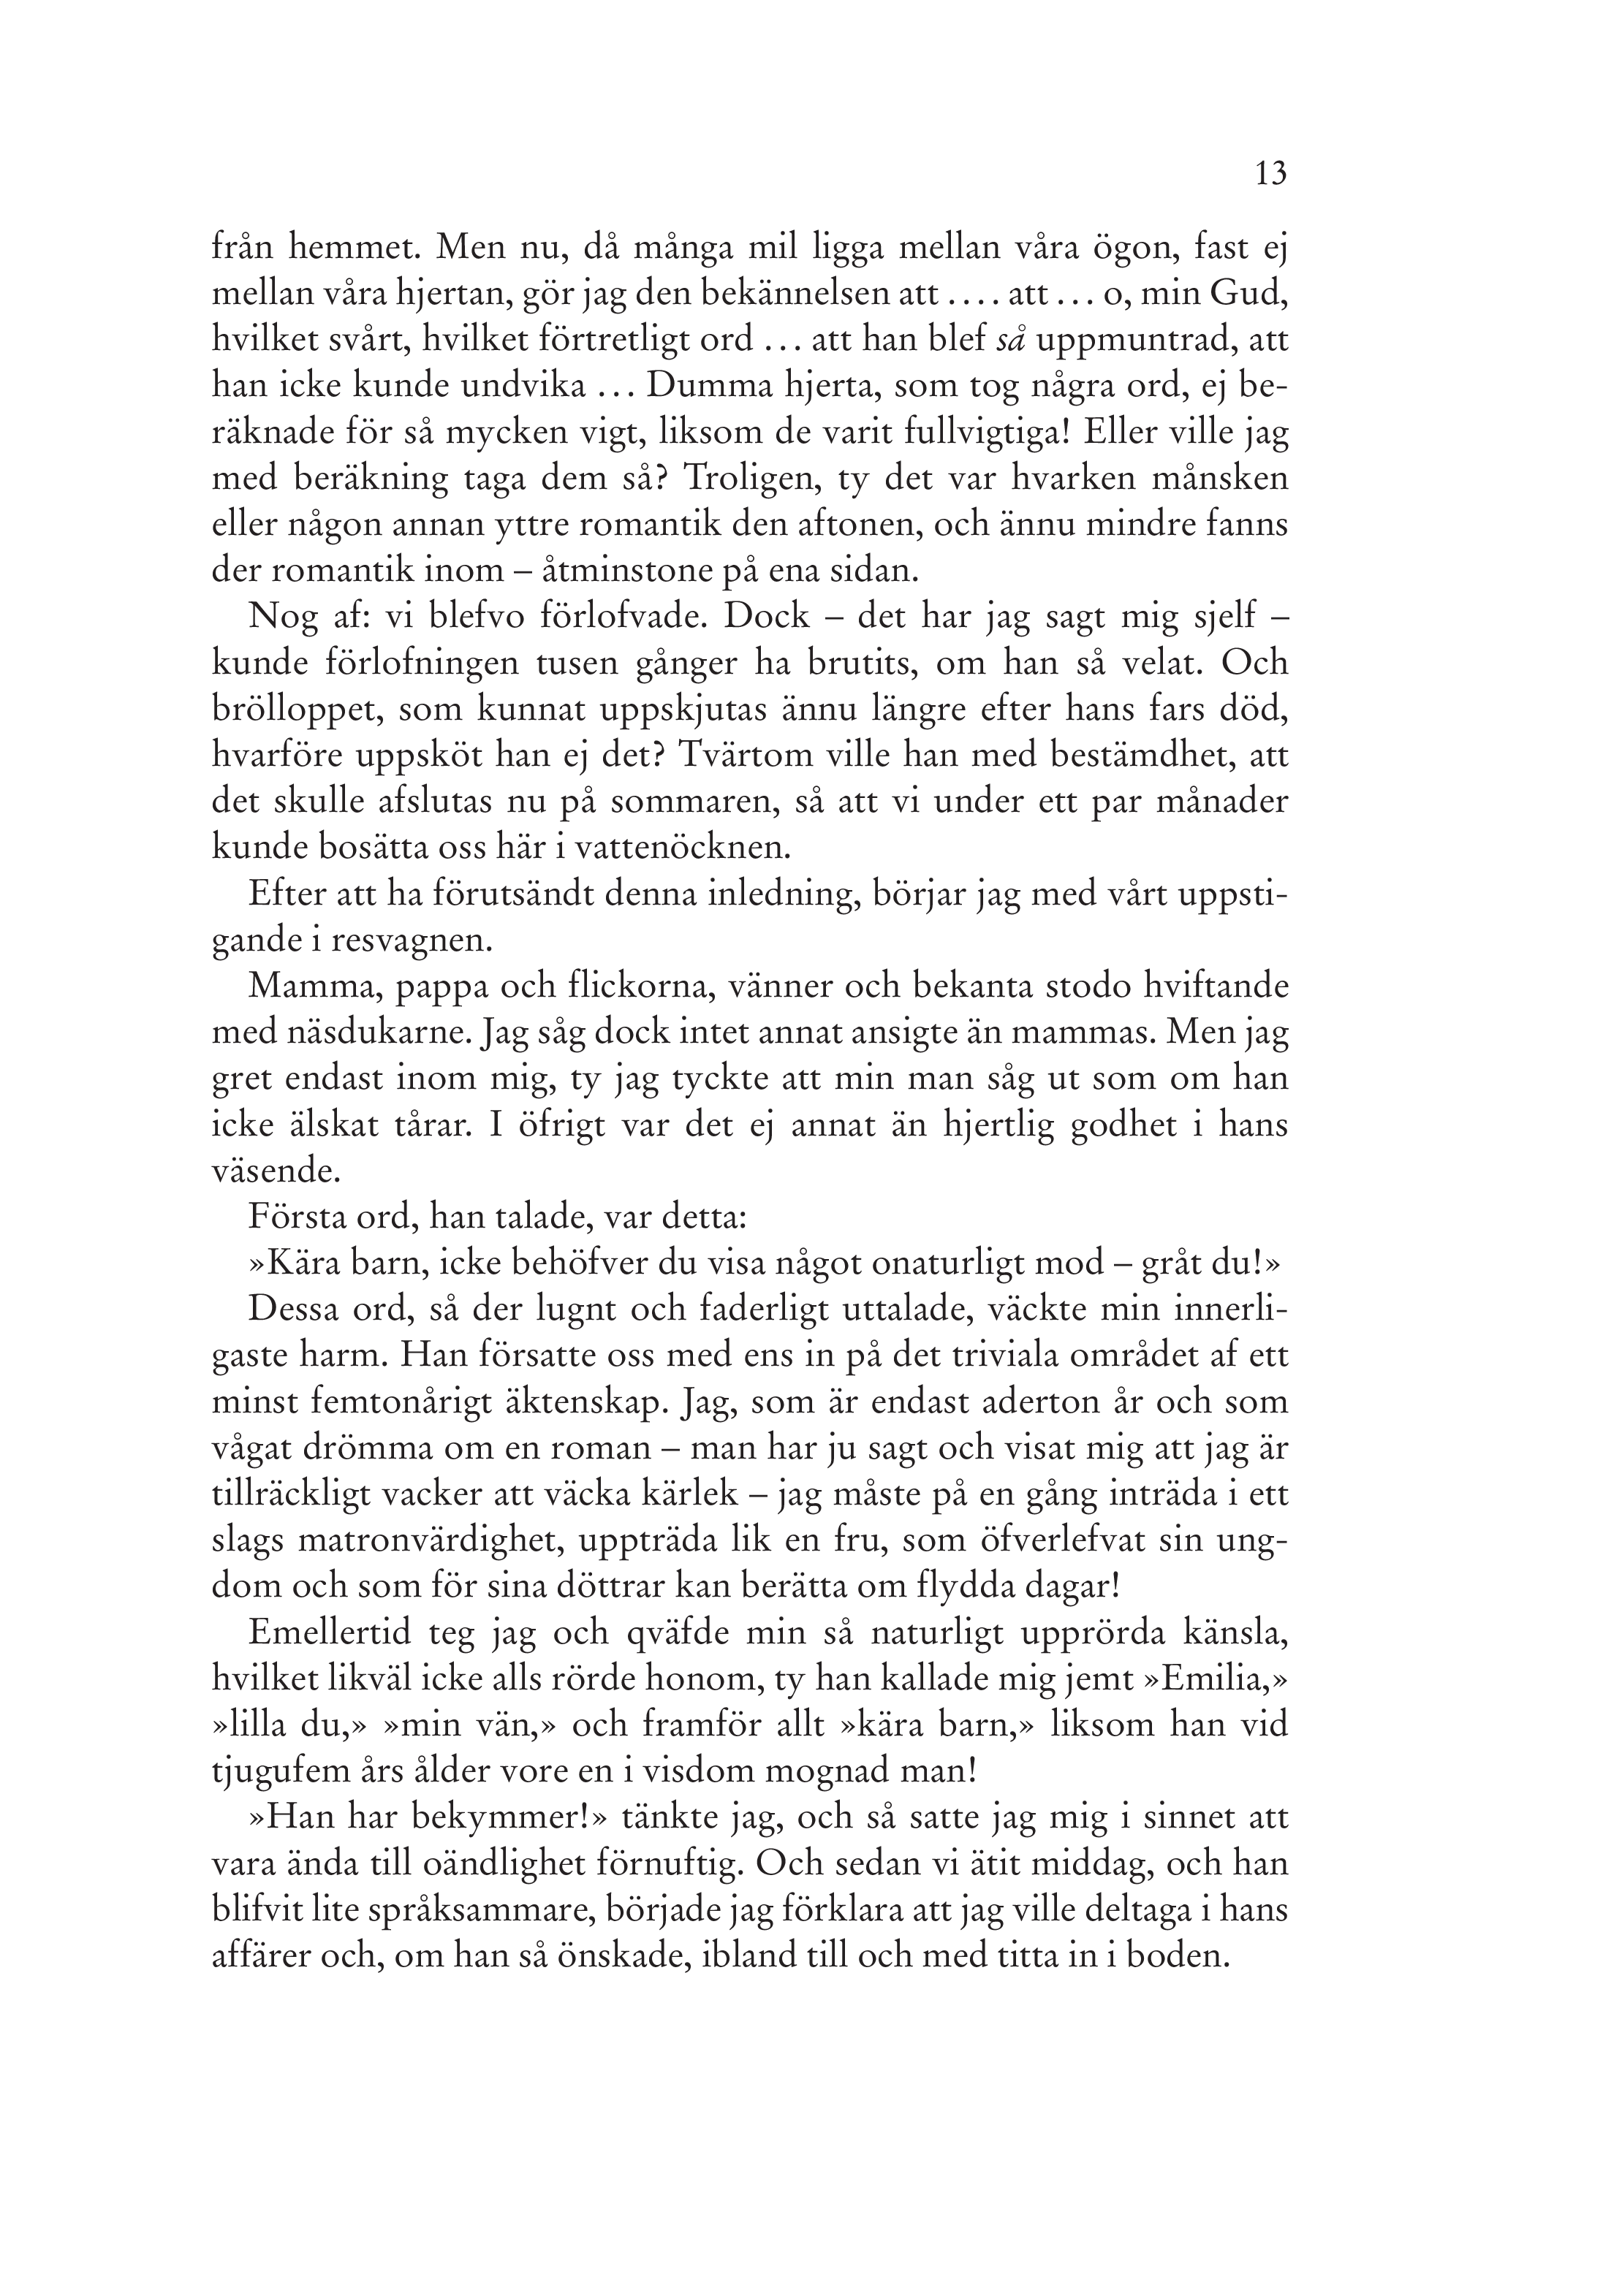 13
från hemmet. Men nu, då många mil ligga mellan våra ögon, fast ej
mellan våra hjertan, gör jag den bekännelsen att . . . . att . . . o, min Gud,
hvilket svårt, hvilket förtretligt ord . . . att han blef så uppmuntrad, att
han icke kunde undvika . . . Dumma hjerta, som tog några ord, ej be-
räknade för så mycken vigt, liksom de varit fullvigtiga! Eller ville jag
med beräkning taga dem så? Troligen, ty det var hvarken månsken
eller någon annan yttre romantik den aftonen, och ännu mindre fanns
der romantik inom – åtminstone på ena sidan.
Nog af: vi blefvo förlofvade. Dock – det har jag sagt mig sjelf –
kunde förlofningen tusen gånger ha brutits, om han så velat. Och
brölloppet, som kunnat uppskjutas ännu längre efter hans fars död,
hvarföre uppsköt han ej det? Tvärtom ville han med bestämdhet, att
det skulle afslutas nu på sommaren, så att vi under ett par månader
kunde bosätta oss här i vattenöcknen.
Efter att ha förutsändt denna inledning, börjar jag med vårt uppsti-
gande i resvagnen.
Mamma, pappa och flickorna, vänner och bekanta stodo hviftande
med näsdukarne. Jag såg dock intet annat ansigte än mammas. Men jag
gret endast inom mig, ty jag tyckte att min man såg ut som om han
icke älskat tårar. I öfrigt var det ej annat än hjertlig godhet i hans
väsende.
Första ord, han talade, var detta:
»Kära barn, icke behöfver du visa något onaturligt mod – gråt du!»
Dessa ord, så der lugnt och faderligt uttalade, väckte min innerli-
gaste harm. Han försatte oss med ens in på det triviala området af ett
minst femtonårigt äktenskap. Jag, som är endast aderton år och som
vågat drömma om en roman – man har ju sagt och visat mig att jag är
tillräckligt vacker att väcka kärlek – jag måste på en gång inträda i ett
slags matronvärdighet, uppträda lik en fru, som öfverlefvat sin ung-
dom och som för sina döttrar kan berätta om flydda dagar!
Emellertid teg jag och qväfde min så naturligt upprörda känsla,
hvilket likväl icke alls rörde honom, ty han kallade mig jemt »Emilia,»
»lilla du,» »min vän,» och framför allt »kära barn,» liksom han vid
tjugufem års ålder vore en i visdom mognad man!
»Han har bekymmer!» tänkte jag, och så satte jag mig i sinnet att
vara ända till oändlighet förnuftig. Och sedan vi ätit middag, och han
blifvit lite språksammare, började jag förklara att jag ville deltaga i hans
affärer och, om han så önskade, ibland till och med titta in i boden.